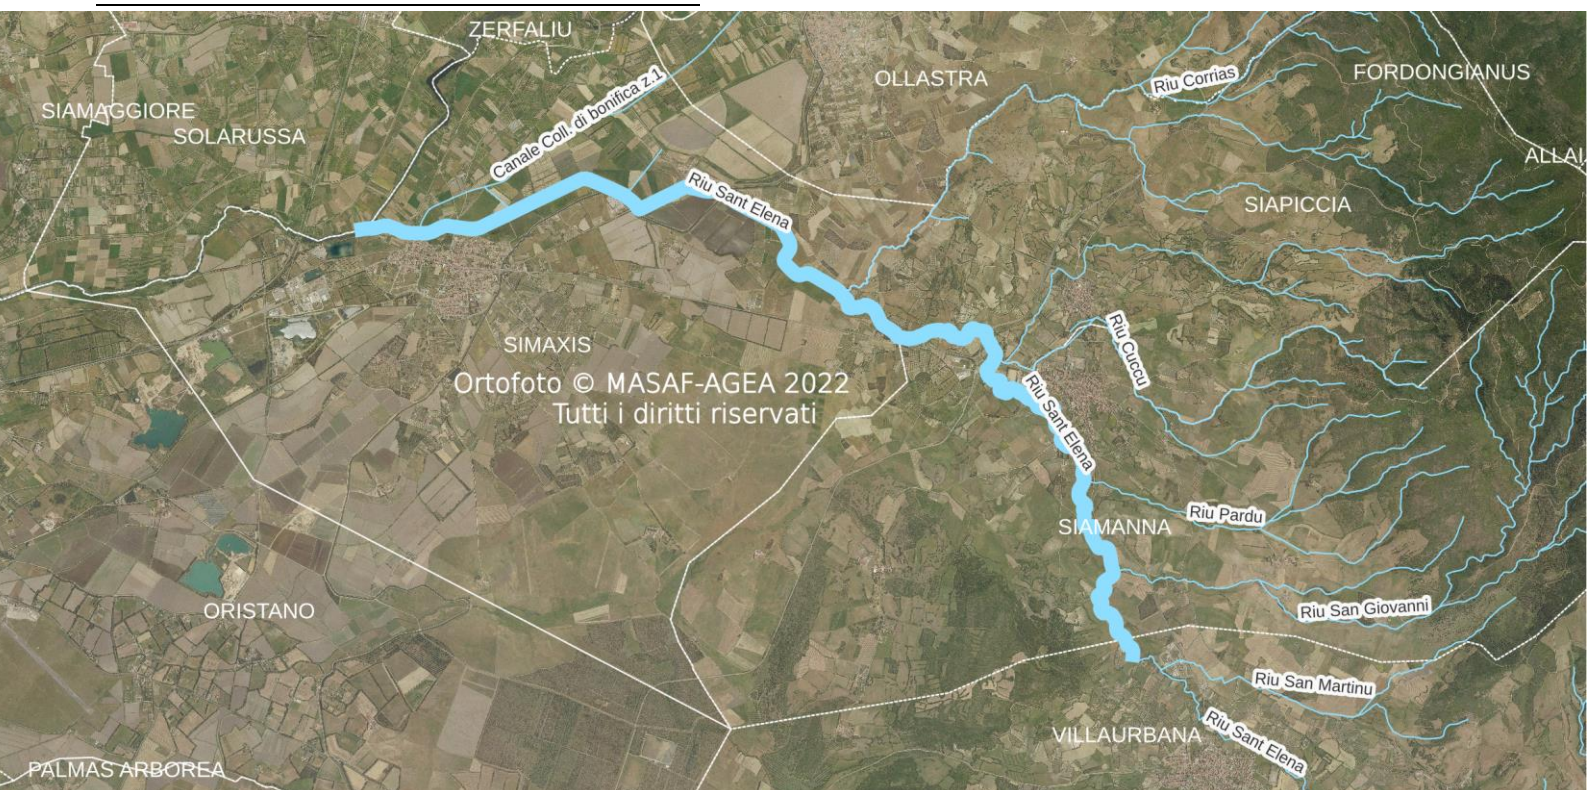 ZERFALIU
OLLASTRA
FORDONGIANUS
Riu Corrias
Canale Coll. di bonifica z.1
SIAMAGGIORE
SOLARUSSA
ALLAI
Riu Sant Elena
SIAPICCIA
SIMAXIS
Riu Cuccu
Ortofoto © MASAF-AGEA 2022
Tutti i diritti riservati
Riu Sant Elena
Riu Pardu
SIAMANNA
ORISTANO
Riu San Giovanni
Riu San Martinu
VILLAURBANA
Riu Sant Elena
PALMAS ARBOREA